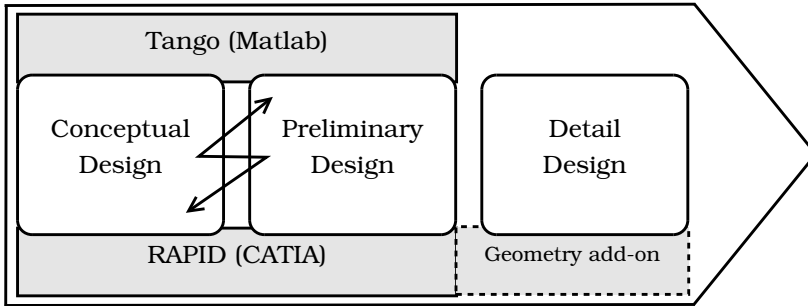 Tango (Matlab)
Conceptual
Design
Preliminary
Design
Detail
Design
RAPID (CATIA)
Geometry add-on